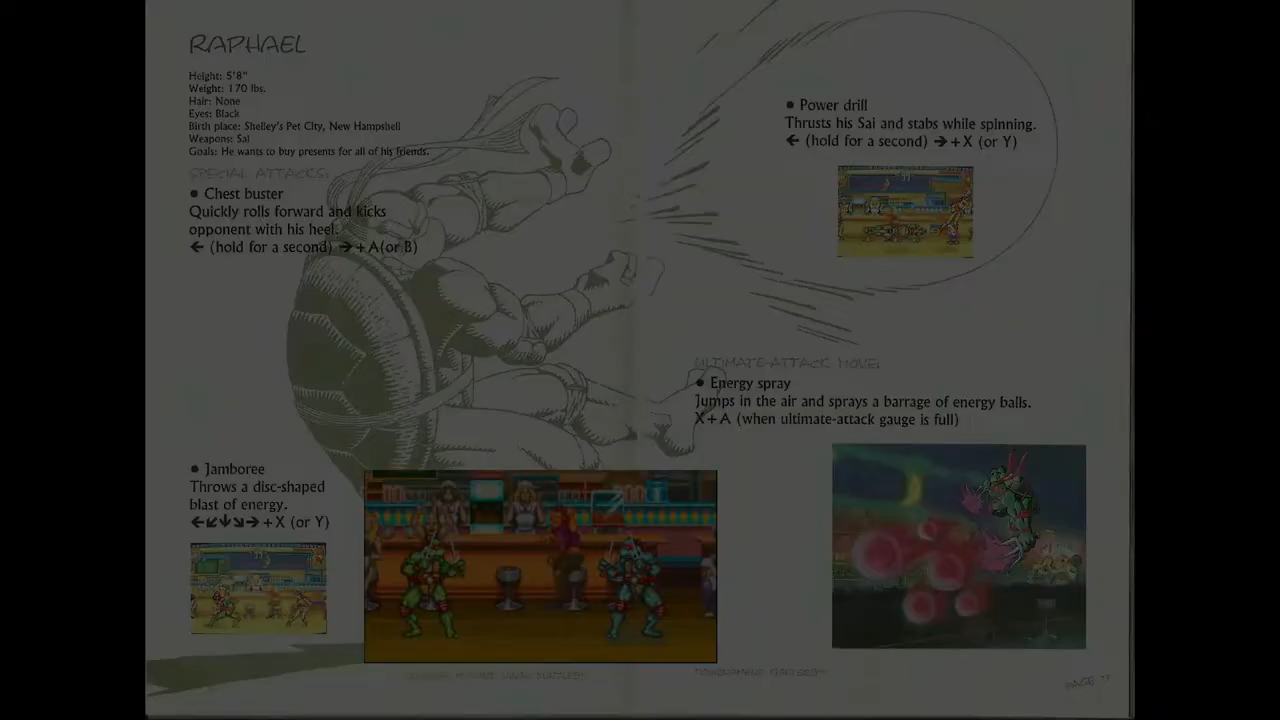 RAPHAEL
Height: 5'8"
Weight: 170 lbs.
Hair: None
Eyes: Black
Birth place: Shelley's Pet City, New Hampshell
Weapons: Sai
Goals: He wants to buy presents for all of his friends.
SPECIAL ATTACKS:
● Chest buster
Quickly rolls forward and kicks
opponent with his heel.
← (hold for a second) → + A(or B)
● Jamboree
Throws a disc-shaped
blast of energy.
←↙↓↘→ + X (or Y)
● Power drill
Thrusts his Sai and stabs while spinning.
← (hold for a second) → + X (or Y)
ULTIMATE-ATTACK MOVE:
● Energy spray
Jumps in the air and sprays a barrage of energy balls.
X + A (when ultimate-attack gauge is full)
TOURNAMENT FIGHTERS